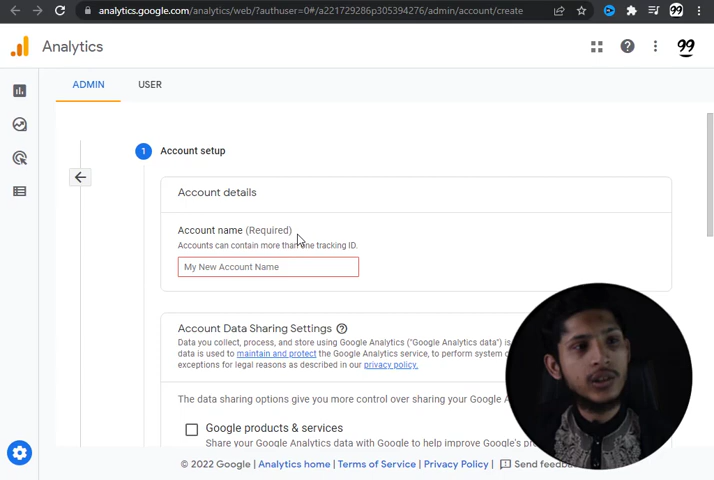 analytics.google.com/analytics/web/?authuser=0#/a221729286p305394276/admin/account/create
99
Analytics
99
ADMIN
USER
1
Account setup
Account details
Account name (Required)
Accounts can contain more than one tracking ID.
My New Account Name
Account Data Sharing Settings
Data you collect, process, and store using Google Analytics ("Google Analytics data") is
data is used to maintain and protect the Google Analytics service, to perform system
exceptions for legal reasons as described in our privacy policy.
The data sharing options give you more control over sharing your Google
Google products & services
Share your Google Analytics data with Google to help improve Google's
© 2022 Google | Analytics home | Terms of Service | Privacy Policy | Send